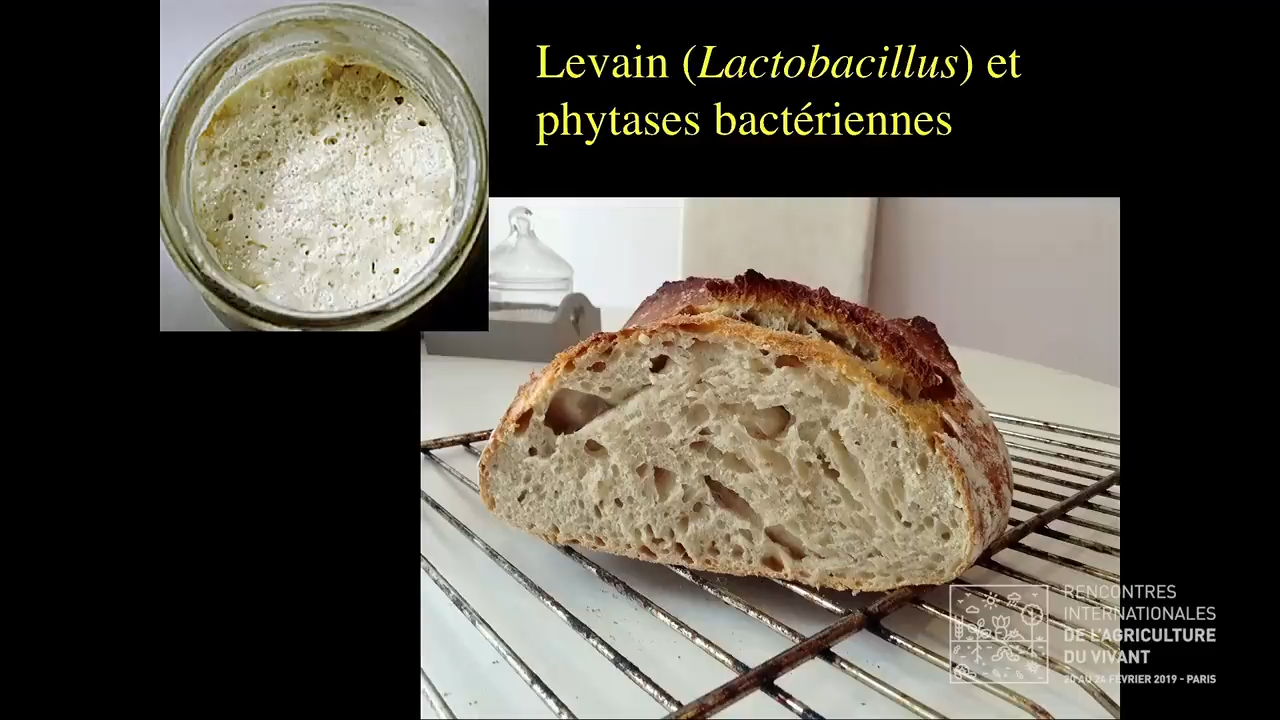 Levain (Lactobacillus) et
phytases bactériennes
RENCONTRES
INTERNATIONALES
DE L'AGRICULTURE
DU VIVANT
20 AU 24 FÉVRIER 2019 - PARIS